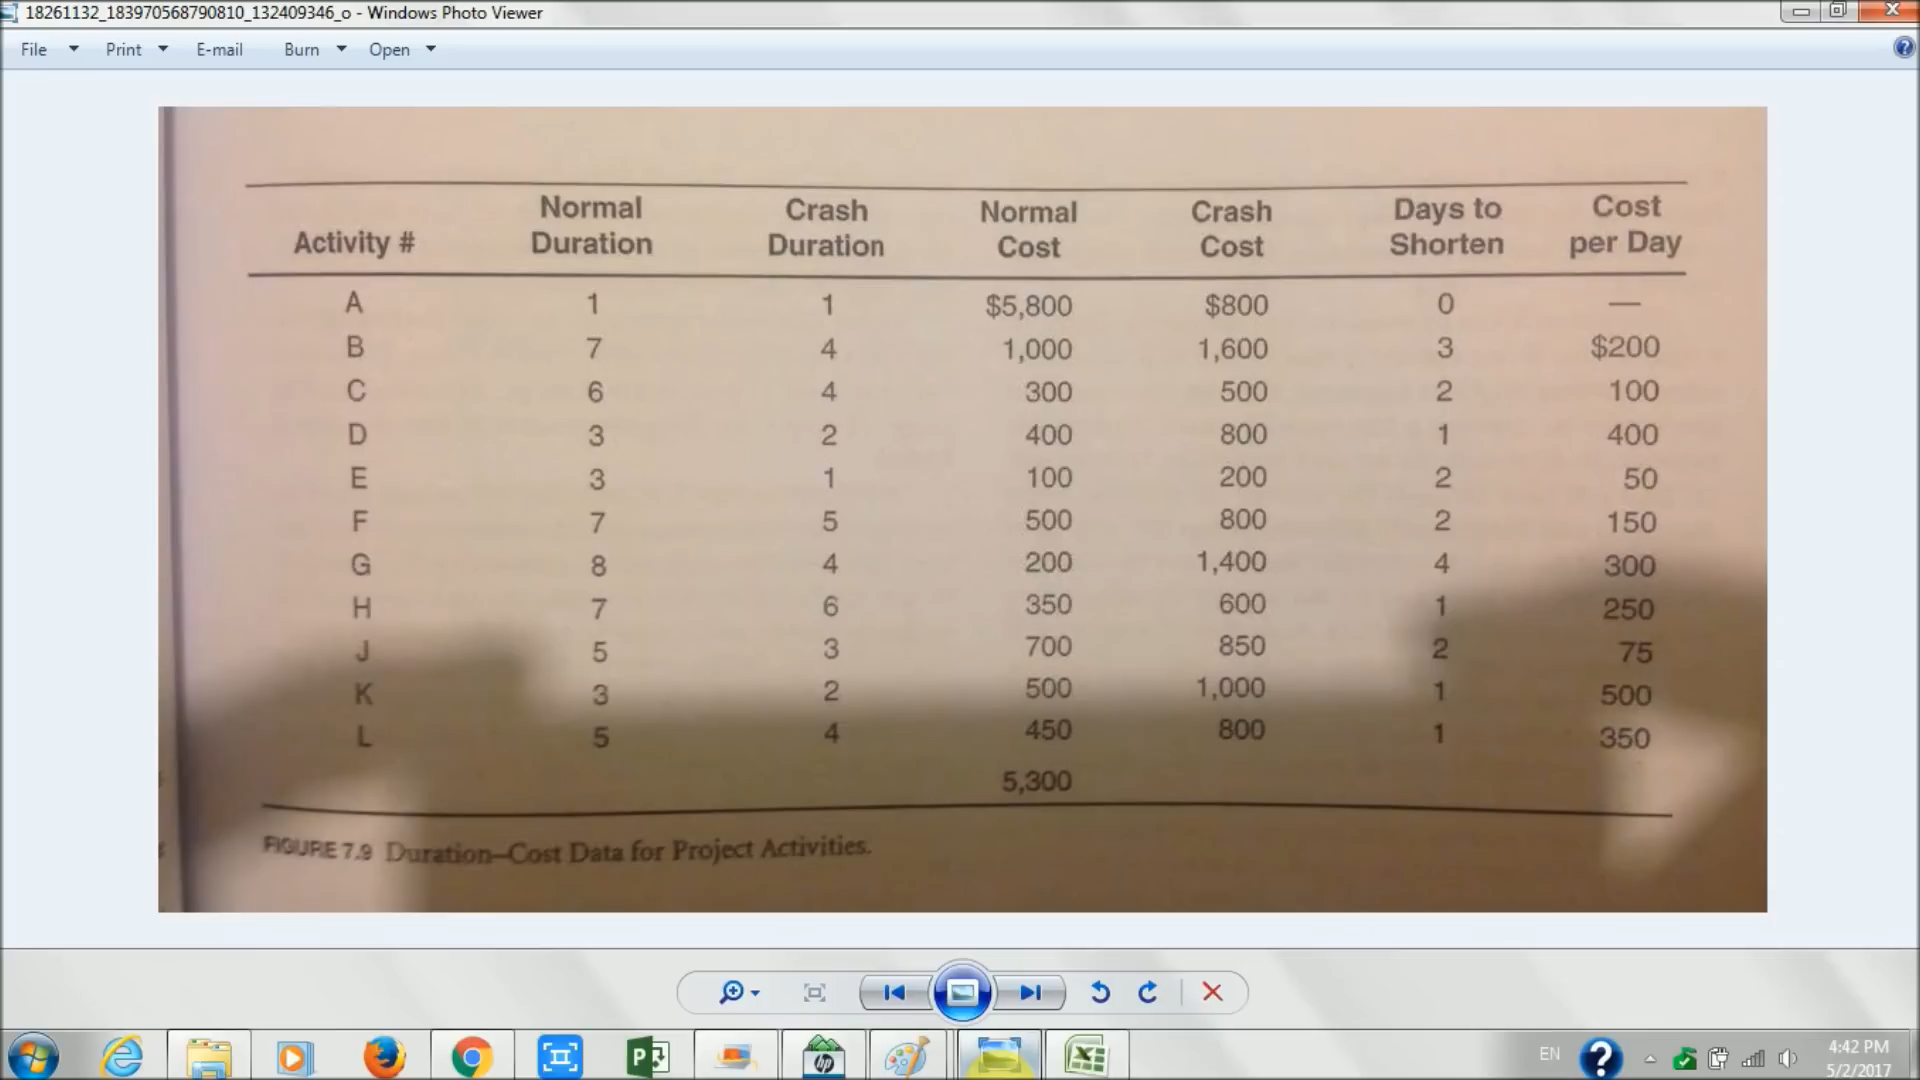 18261132_183970568790810_132409346_o - Windows Photo Viewer
File Print E-mail Burn Open
Activity # Normal Duration Crash Duration Normal Cost Crash Cost Days to Shorten Cost per Day
A 1 1 $5,800 $800 0 —
B 7 4 1,000 1,600 3 $200
C 6 4 300 500 2 100
D 3 2 400 800 1 400
E 3 1 100 200 2 50
F 7 5 500 800 2 150
G 8 4 200 1,400 4 300
H 7 6 350 600 1 250
J 5 3 700 850 2 75
K 3 2 500 1,000 1 500
L 5 4 450 800 1 350
5,300
FIGURE 7.9 Duration–Cost Data for Project Activities.
EN
4:42 PM
5/2/2017